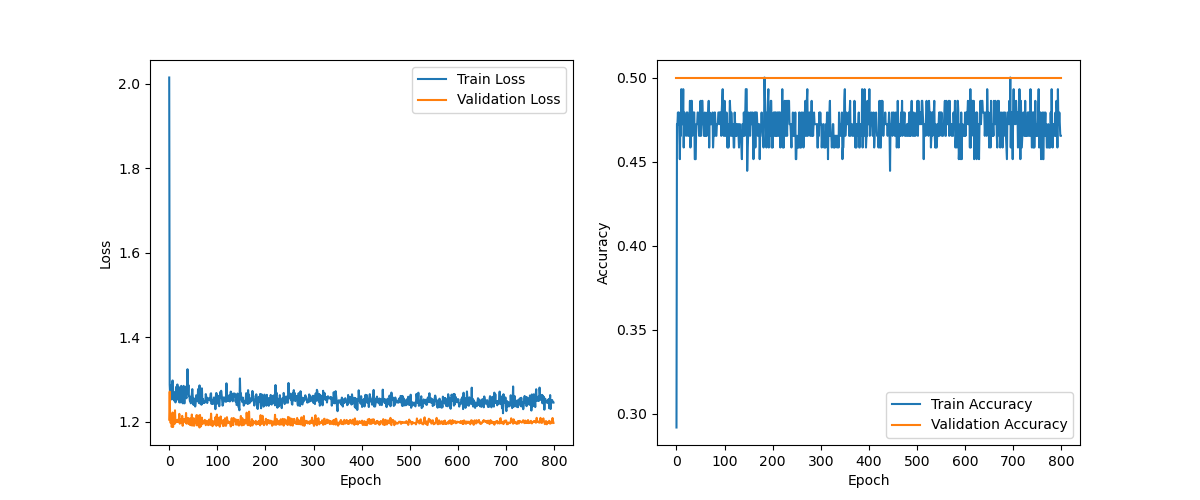 2.0
1.8
1.6
1.4
1.2
0 100 200 300 400 500 600 700 800
Loss
Epoch
Train Loss
Validation Loss
0.50
0.45
0.40
0.35
0.30
0 100 200 300 400 500 600 700 800
Accuracy
Epoch
Train Accuracy
Validation Accuracy